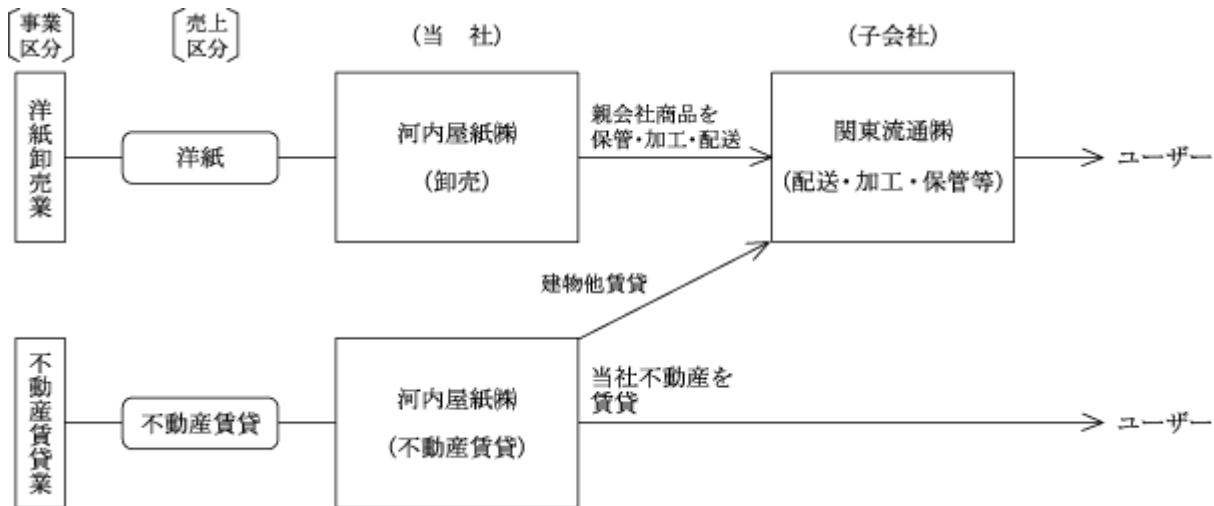 事業
区分
売上
区分
(当 社)
(子会社)
洋紙卸売業
洋紙
河内屋紙㈱
(卸売)
親会社商品を
保管・加工・配送
関東流通㈱
(配送・加工・保管等)
ユーザー
建物他賃貸
不動産賃貸業
不動産賃貸
河内屋紙㈱
(不動産賃貸)
当社不動産を
賃貸
ユーザー